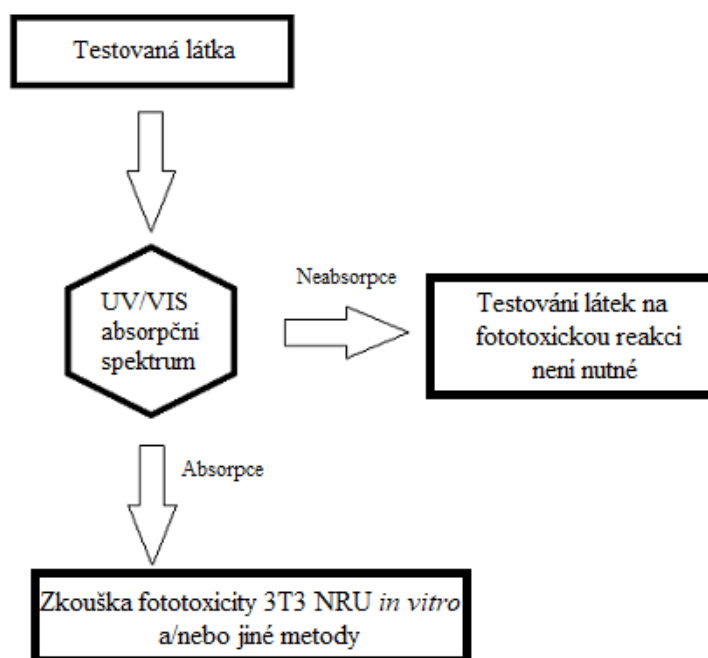 Testovaná látka
UV/VIS
absorpční
spektrum
Neabsorpce
Testování látek na
fototoxickou reakci
není nutné
Absorpce
Zkouška fototoxicity 3T3 NRU in vitro
a/nebo jiné metody